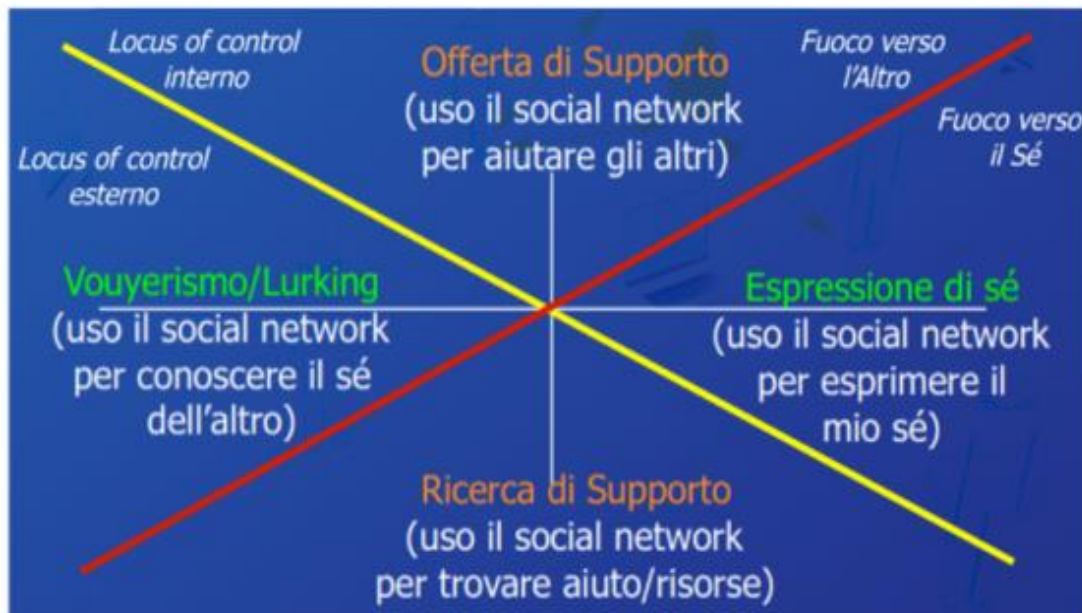 Locus of control
interno
Offerta di Supporto
(uso il social network
per aiutare gli altri)
Fuoco verso
l'Altro
Fuoco verso
il Sé
Locus of control
esterno
Vouyerismo/Lurking
(uso il social network
per conoscere il sé
dell'altro)
Espressione di sé
(uso il social network
per esprimere il
mio sé)
Ricerca di Supporto
(uso il social network
per trovare aiuto/risorse)